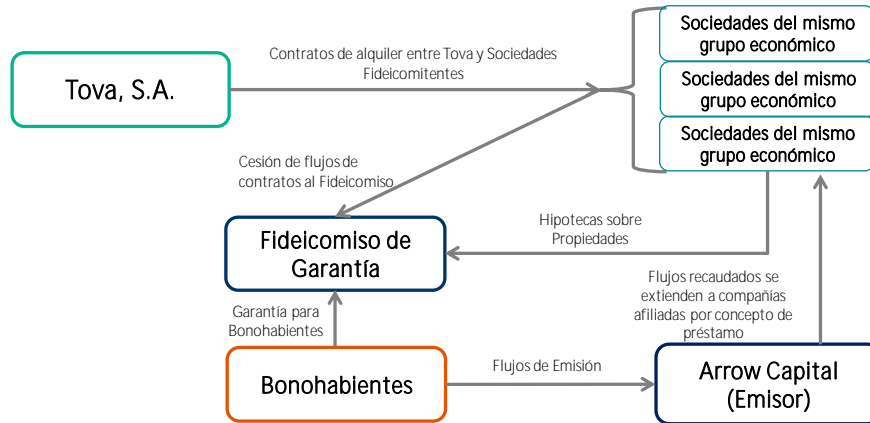 Sociedades del mismo
grupo económico
Contratos de alquiler entre Tova y Sociedades
Fideicomitentes
Tova, S.A.
Sociedades del mismo
grupo económico
Sociedades del mismo
grupo económico
Cesión de flujos de
contratos al Fideicomiso
Fideicomiso de
Garantía
Hipotecas sobre
Propiedades
Flujos recaudados se
extienden a compañías
afiliadas por concepto de
préstamo
Garantía para
Bonohabientes
Bonohabientes
Flujos de Emisión
Arrow Capital
(Emisor)